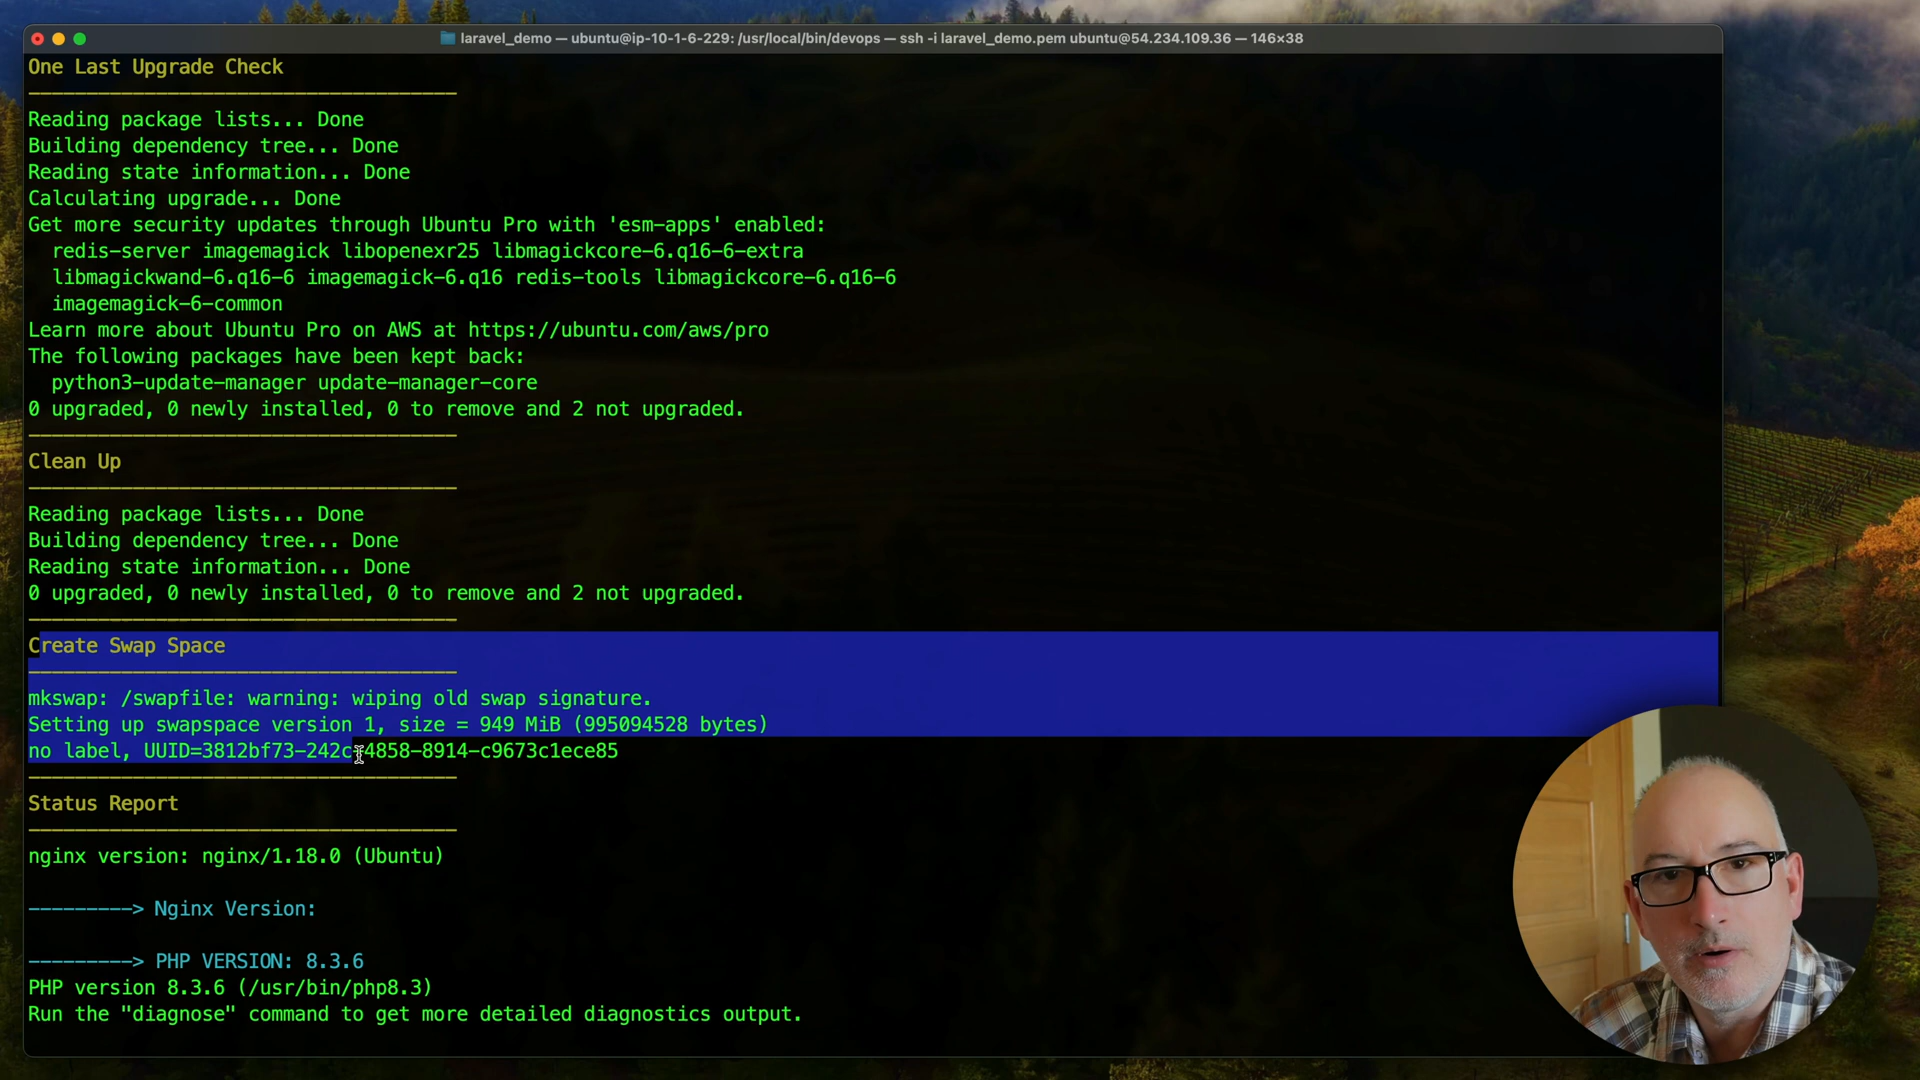 laravel_demo — ubuntu@ip-10-1-6-229: /usr/local/bin/devops — ssh -i laravel_demo.pem ubuntu@54.234.109.36 — 146×38
One Last Upgrade Check
Reading package lists... Done
Building dependency tree... Done
Reading state information... Done
Calculating upgrade... Done
Get more security updates through Ubuntu Pro with 'esm-apps' enabled:
redis-server imagemagick libopenexr25 libmagickcore-6.q16-6-extra
libmagickwand-6.q16-6 imagemagick-6.q16 redis-tools libmagickcore-6.q16-6
imagemagick-6-common
Learn more about Ubuntu Pro on AWS at https://ubuntu.com/aws/pro
The following packages have been kept back:
python3-update-manager update-manager-core
0 upgraded, 0 newly installed, 0 to remove and 2 not upgraded.
Clean Up
Reading package lists... Done
Building dependency tree... Done
Reading state information... Done
0 upgraded, 0 newly installed, 0 to remove and 2 not upgraded.
Create Swap Space
mkswap: /swapfile: warning: wiping old swap signature.
Setting up swapspace version 1, size = 949 MiB (995094528 bytes)
no label, UUID=3812bf73-242c-4858-8914-c9673c1ece85
Status Report
nginx version: nginx/1.18.0 (Ubuntu)
---------> Nginx Version:
---------> PHP VERSION: 8.3.6
PHP version 8.3.6 (/usr/bin/php8.3)
Run the "diagnose" command to get more detailed diagnostics output.